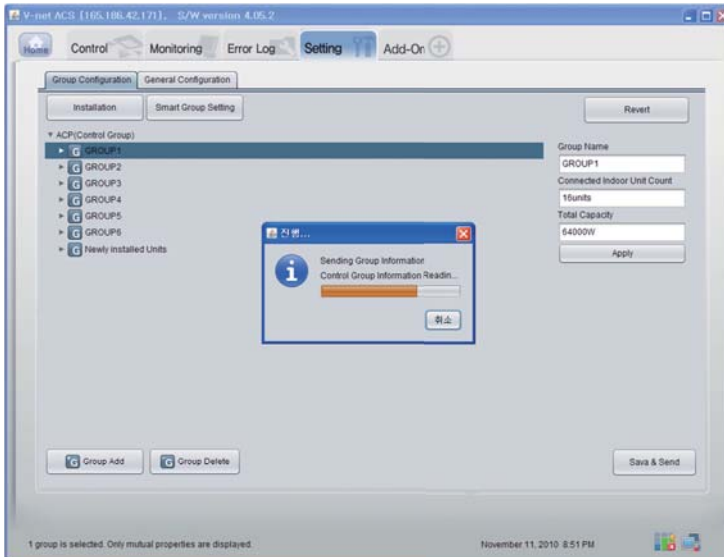 V-net ACS [165.186.42.171], S/W version 4.05.2
Home
Control
Monitoring
Error Log
Setting
Add-On
Group Configuration
General Configuration
Installation
Smart Group Setting
Revert
ACP(Control Group)
G GROUP1
G GROUP2
G GROUP3
G GROUP4
G GROUP5
G GROUP6
G Newly Installed Units
Group Name
GROUP1
Connected Indoor Unit Count
16units
Total Capacity
64000W
Apply
진행...
Sending Group Information
Control Group Information Readin...
취소
G Group Add
G Group Delete
Sava & Send
1 group is selected. Only mutual properties are displayed.
November 11, 2010 8:51 PM